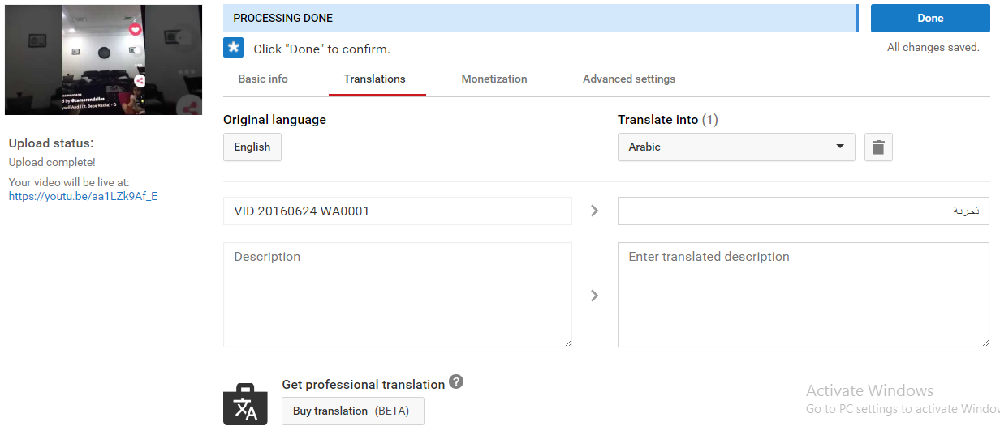 PROCESSING DONE
Done
Click "Done" to confirm.
All changes saved.
Basic info
Translations
Monetization
Advanced settings
@camerondallas
yself And I (ft. Bebe Rexha) - G
Upload status:
Upload complete!
Your video will be live at:
https://youtu.be/aa1LZk9Af_E
Original language
Translate into (1)
English
Arabic
VID 20160624 WA0001
تجربة
Description
Enter translated description
Get professional translation ?
Buy translation (BETA)
Activate Windows
Go to PC settings to activate Window